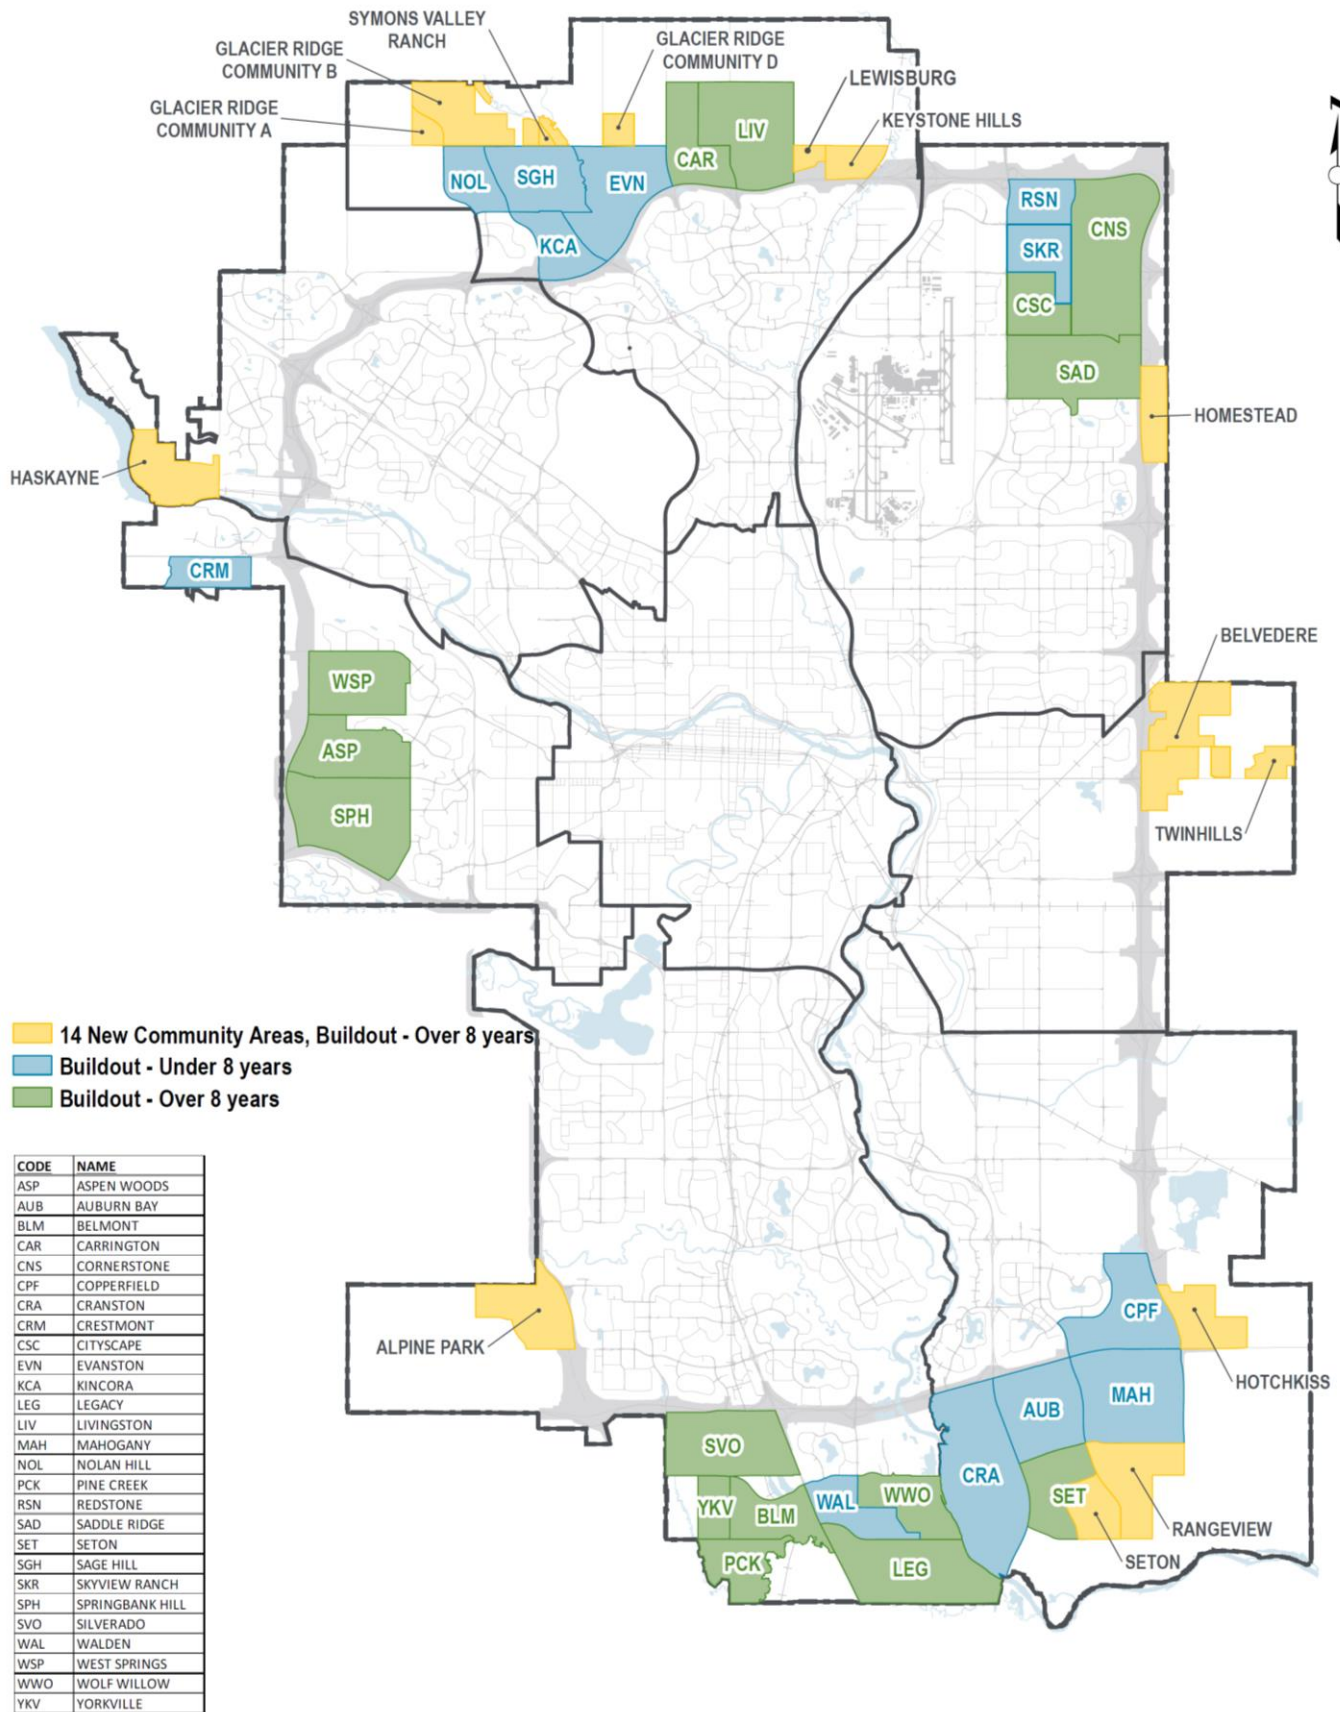 SYMONS VALLEY
RANCH
GLACIER RIDGE
COMMUNITY B
GLACIER RIDGE
COMMUNITY D
GLACIER RIDGE
COMMUNITY A
LEWISBURG
KEYSTONE HILLS
LIV
CAR
NOL
SGH
EVN
KCA
RSN
CNS
SKR
CSC
SAD
HOMESTEAD
HASKAYNE
CRM
BELVEDERE
WSP
ASP
SPH
TWINHILLS
14 New Community Areas, Buildout - Over 8 years
Buildout - Under 8 years
Buildout - Over 8 years
CODE NAME
ASP ASPEN WOODS
AUB AUBURN BAY
BLM BELMONT
CAR CARRINGTON
CNS CORNERSTONE
CPF COPPERFIELD
CRA CRANSTON
CRM CRESTMONT
CSC CITYSCAPE
EVN EVANSTON
KCA KINCORA
LEG LEGACY
LIV LIVINGSTON
MAH MAHOGANY
NOL NOLAN HILL
PCK PINE CREEK
RSN REDSTONE
SAD SADDLE RIDGE
SET SETON
SGH SAGE HILL
SKR SKYVIEW RANCH
SPH SPRINGBANK HILL
SVO SILVERADO
WAL WALDEN
WSP WEST SPRINGS
WWO WOLF WILLOW
YKV YORKVILLE
ALPINE PARK
CPF
HOTCHKISS
MAH
AUB
SVO
CRA
SET
WWO
WAL
YKV
BLM
RANGEVIEW
SETON
PCK
LEG